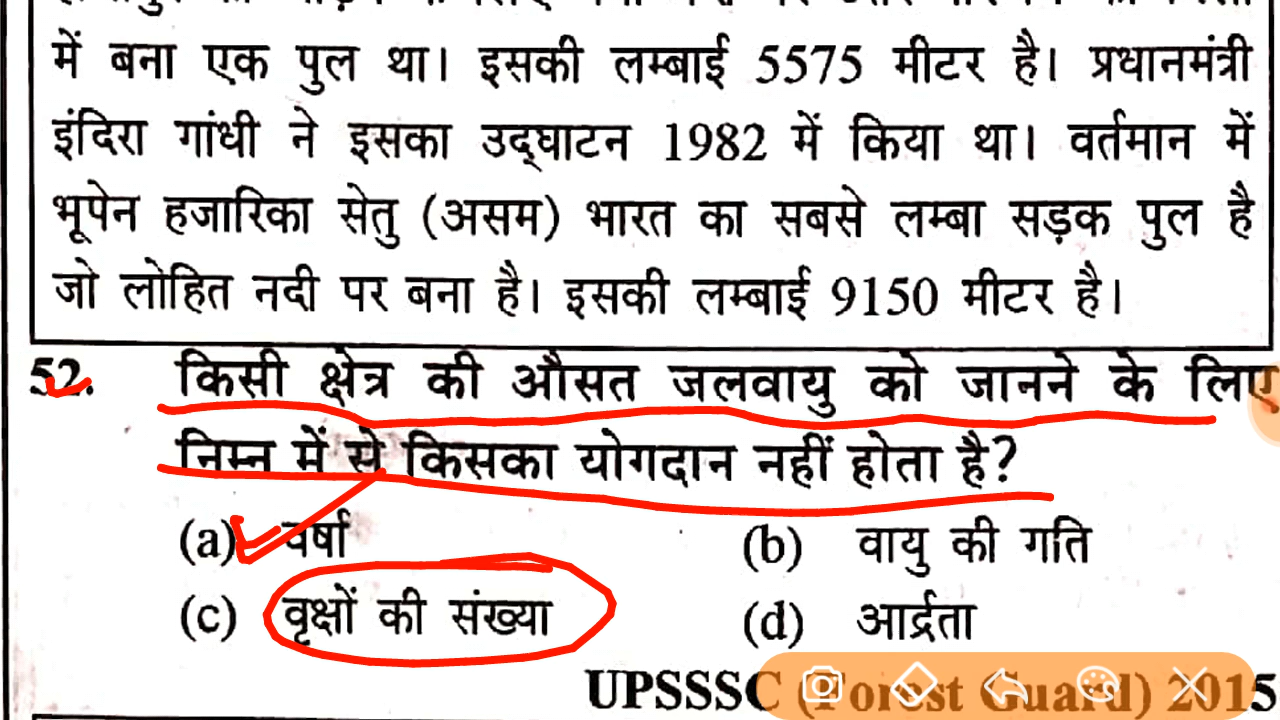 में बना एक पुल था। इसकी लम्बाई 5575 मीटर है। प्रधानमंत्री
इंदिरा गांधी ने इसका उद्घाटन 1982 में किया था। वर्तमान में
भूपेन हजारिका सेतु (असम) भारत का सबसे लम्बा सड़क पुल है
जो लोहित नदी पर बना है। इसकी लम्बाई 9150 मीटर है।
52. किसी क्षेत्र की औसत जलवायु को जानने के लिए
निम्न में से किसका योगदान नहीं होता है?
(a) वर्षा (b) वायु की गति
(c) वृक्षों की संख्या (d) आर्द्रता
UPSSSC (Forest Guard) 2015